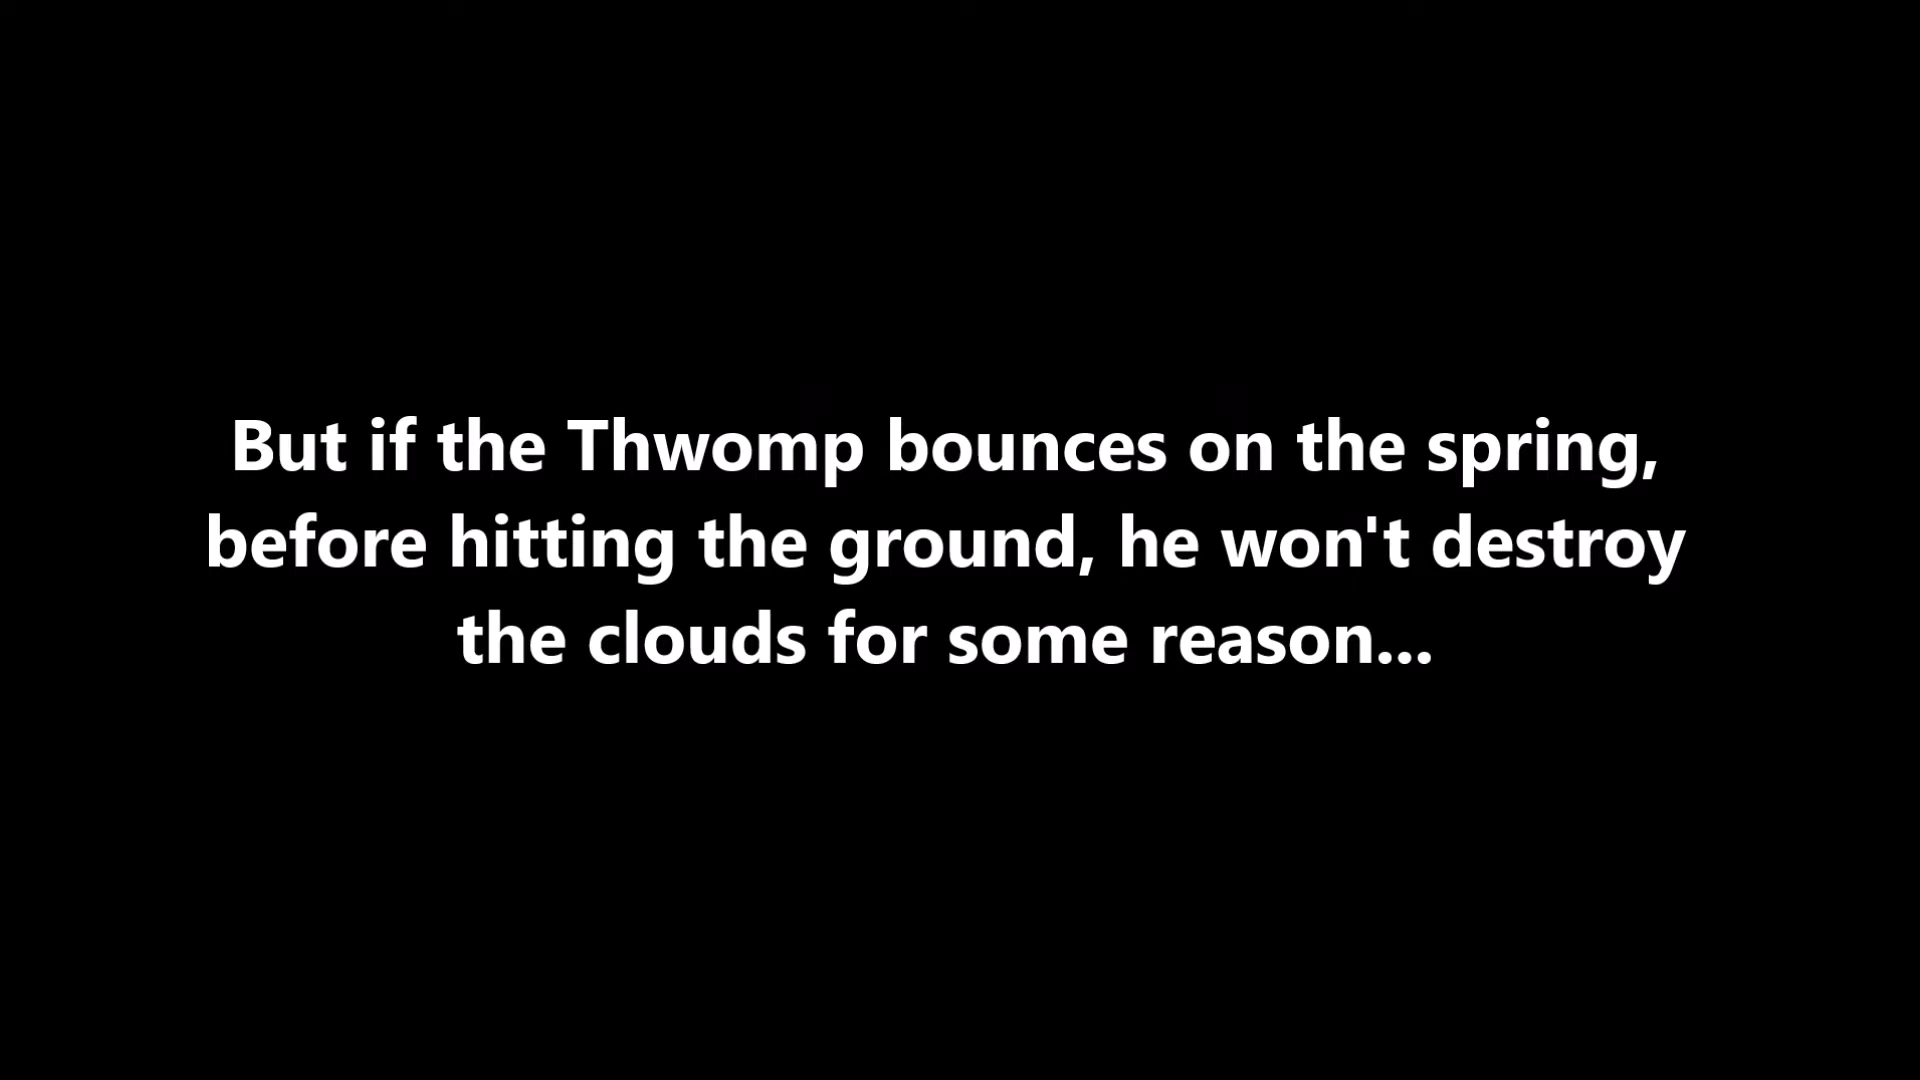 But if the Thwomp bounces on the spring,
before hitting the ground, he won't destroy
the clouds for some reason...